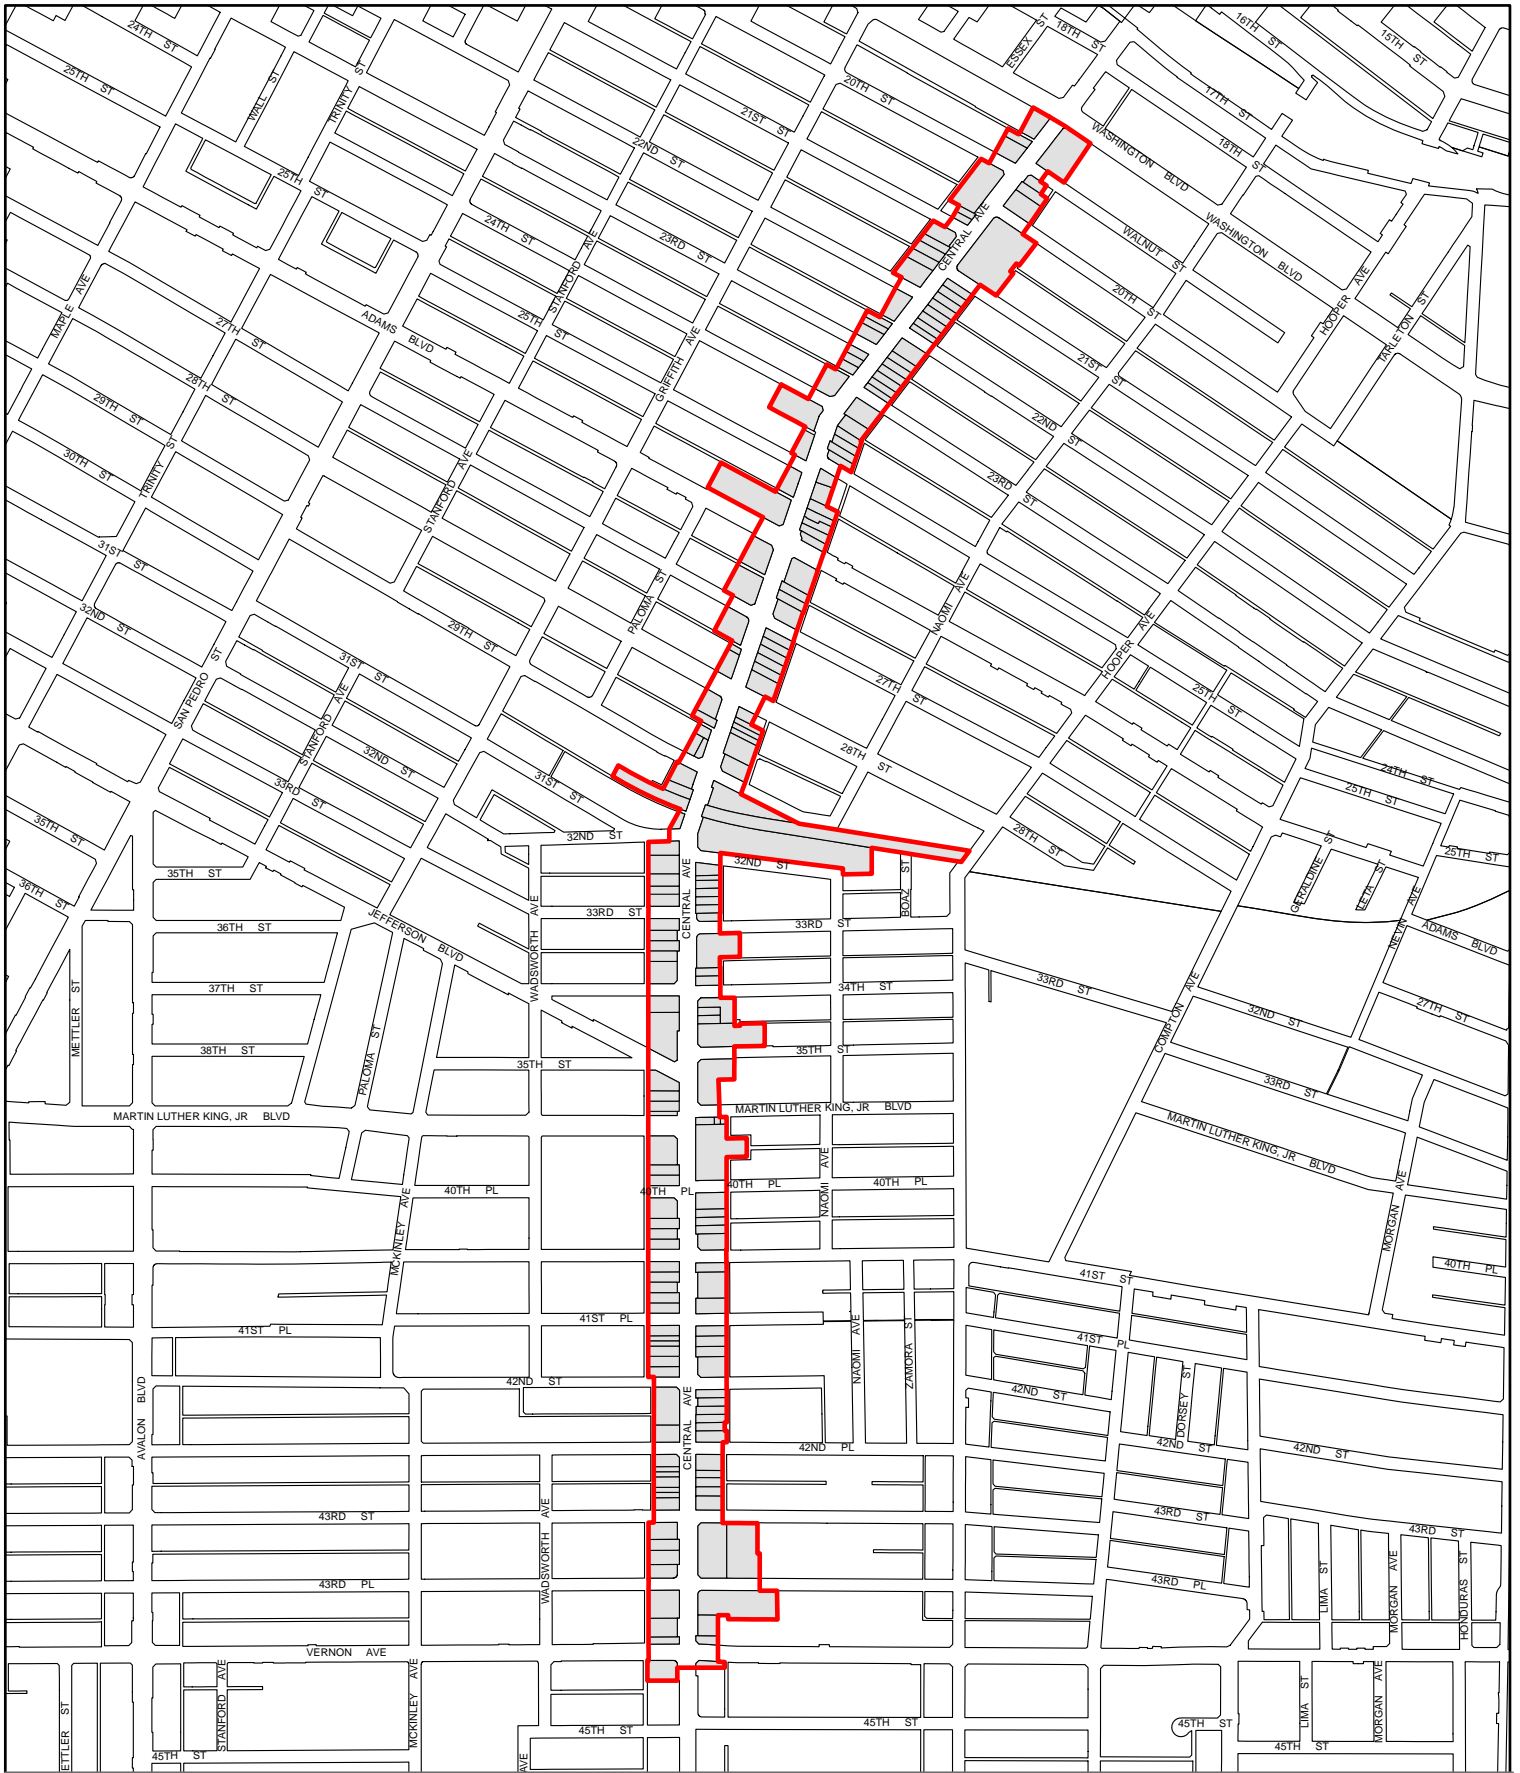 24TH ST
25TH ST
WALL ST
TRINITY ST
ESSEX ST
18TH ST
16TH ST
15TH ST
20TH ST
21ST ST
22ND ST
17TH ST
18TH ST
WASHINGTON BLVD
25TH ST
24TH ST
23RD ST
STANFORD AVE
CENTRAL AVE
WALNUT ST
WASHINGTON BLVD
20TH ST
HOOPER AVE
TARLETON ST
MAPLE AVE
27TH ST
ADAMS BLVD
25TH ST
GRIFFITH AVE
21ST ST
28TH ST
29TH ST
30TH ST
TRINITY ST
STANFORD AVE
22ND ST
23RD ST
31ST ST
32ND ST
PALOMA ST
29TH ST
NAOMI AVE
HOOPER AVE
31ST ST
SAN PEDRO ST
STANFORD AVE
27TH ST
25TH ST
32ND ST
33RD ST
31ST ST
28TH ST
24TH ST
25TH ST
35TH ST
32ND ST
28TH ST
25TH ST
36TH ST
35TH ST
32ND ST
CENTRAL AVE
BOAZ ST
GERALDINE ST
LETA ST
NEVIN AVE
ADAMS BLVD
36TH ST
JEFFERSON BLVD
WADSWORTH AVE
33RD ST
33RD ST
METTLER ST
37TH ST
34TH ST
33RD ST
COMPTON AVE
32ND ST
27TH ST
38TH ST
PALOMA ST
35TH ST
35TH ST
33RD ST
MARTIN LUTHER KING, JR BLVD
MARTIN LUTHER KING, JR BLVD
MARTIN LUTHER KING, JR BLVD
40TH PL
40TH PL
40TH PL
40TH PL
NAOMI AVE
MCKINLEY AVE
MORGAN AVE
40TH PL
41ST ST
41ST PL
41ST PL
NAOMI AVE
ZAMORA ST
41ST PL
42ND ST
42ND ST
DORSEY ST
AVALON BLVD
CENTRAL AVE
42ND PL
42ND ST
42ND ST
43RD ST
WADSWORTH AVE
43RD ST
43RD ST
43RD PL
43RD PL
LIMA ST
MORGAN AVE
HONDURAS ST
VERNON AVE
ETTLER ST
STANFORD AVE
MCKINLEY AVE
LIMA ST
MORGAN AVE
45TH ST
45TH ST
45TH ST
45TH ST
45TH ST
AVE